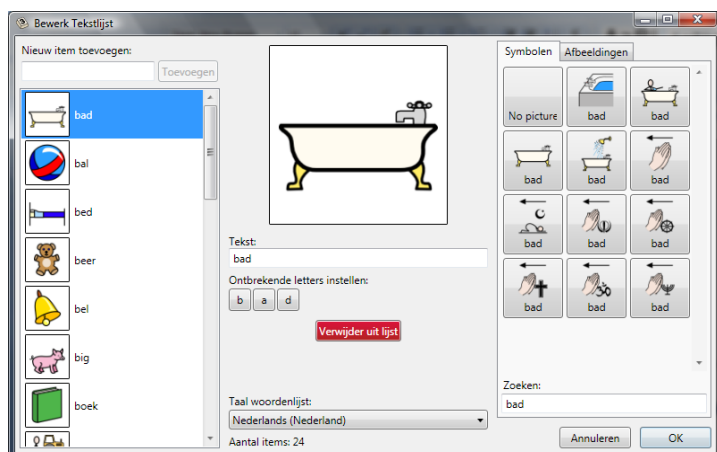 Bewerk Tekstlijst
Nieuw item toevoegen:
Toevoegen
bad
bal
bed
beer
bel
big
boek
Tekst:
bad
Ontbrekende letters instellen:
b a d
Verwijder uit lijst
Taal woordenlijst:
Nederlands (Nederland)
Aantal items: 24
Symbolen Afbeeldingen
No picture bad bad
bad bad bad
bad bad bad
bad bad bad
Zoeken:
bad
Annuleren OK